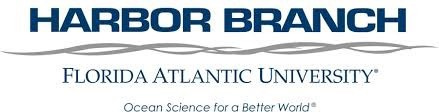 HARBOR BRANCH
FLORIDA ATLANTIC UNIVERSITY®
Ocean Science for a Better World®